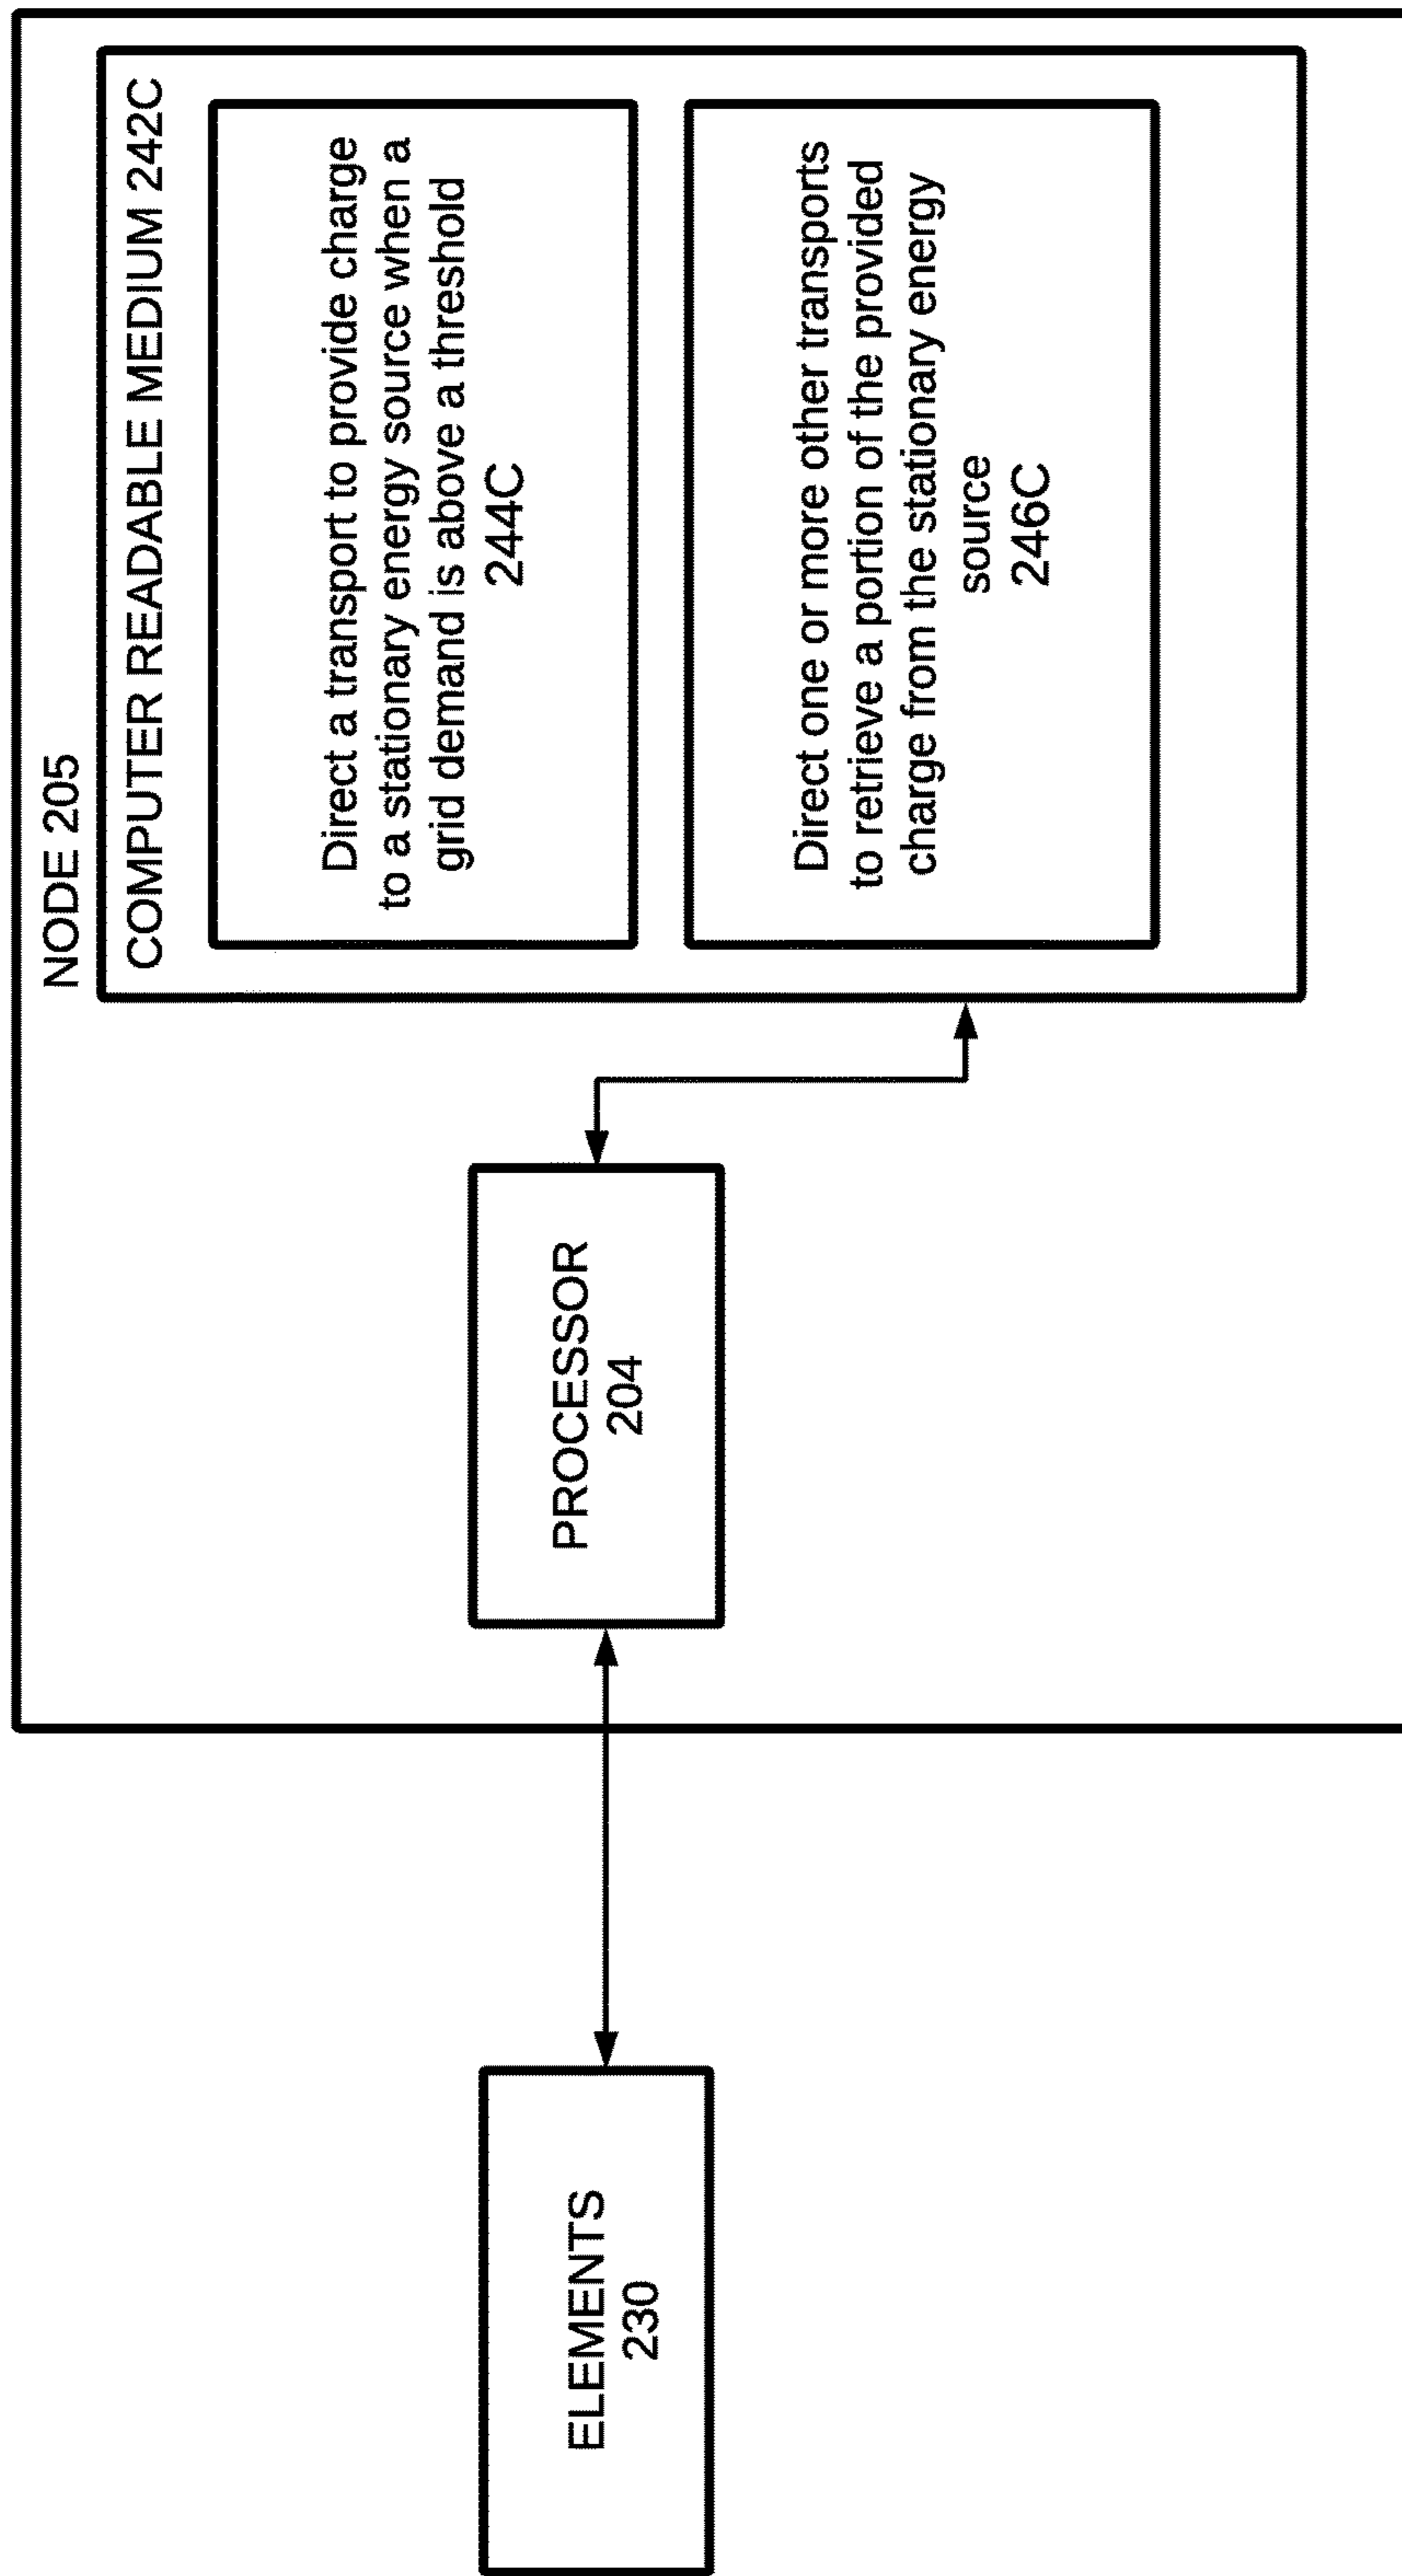 NODE 205
COMPUTER READABLE MEDIUM 242C
Direct a transport to provide charge
to a stationary energy source when a
grid demand is above a threshold
244C
Direct one or more other transports
to retrieve a portion of the provided
charge from the stationary energy
source
246C
PROCESSOR
204
ELEMENTS
230